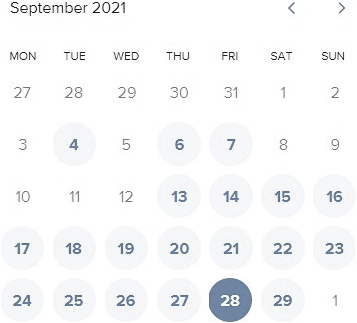 September 2021
MON TUE WED THU FRI SAT SUN
27 28 29 30 31 1 2
3 4 5 6 7 8 9
10 11 12 13 14 15 16
17 18 19 20 21 22 23
24 25 26 27 28 29 1